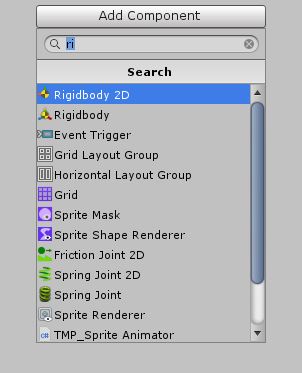 Add Component
ri
Search
Rigidbody 2D
Rigidbody
Event Trigger
Grid Layout Group
Horizontal Layout Group
Grid
Sprite Mask
Sprite Shape Renderer
Friction Joint 2D
Spring Joint 2D
Spring Joint
Sprite Renderer
TMP_Sprite Animator